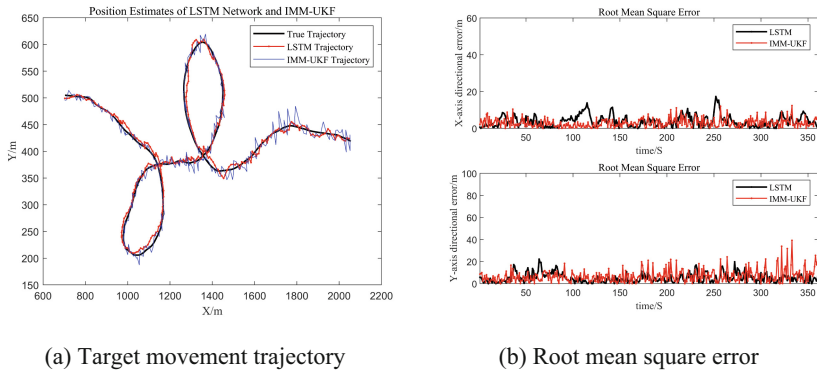 Position Estimates of LSTM Network and IMM-UKF
650
600
550
500
450
400
350
300
250
200
150
Y/m
600 800 1000 1200 1400 1600 1800 2000 2200
X/m
True Trajectory
LSTM Trajectory
IMM-UKF Trajectory
(a) Target movement trajectory
Root Mean Square Error
60
40
20
0
X-axis directional error/m
50 100 150 200 250 300 350
time/S
LSTM
IMM-UKF
Root Mean Square Error
100
80
60
40
20
0
Y-axis directional error/m
50 100 150 200 250 300 350
time/S
LSTM
IMM-UKF
(b) Root mean square error